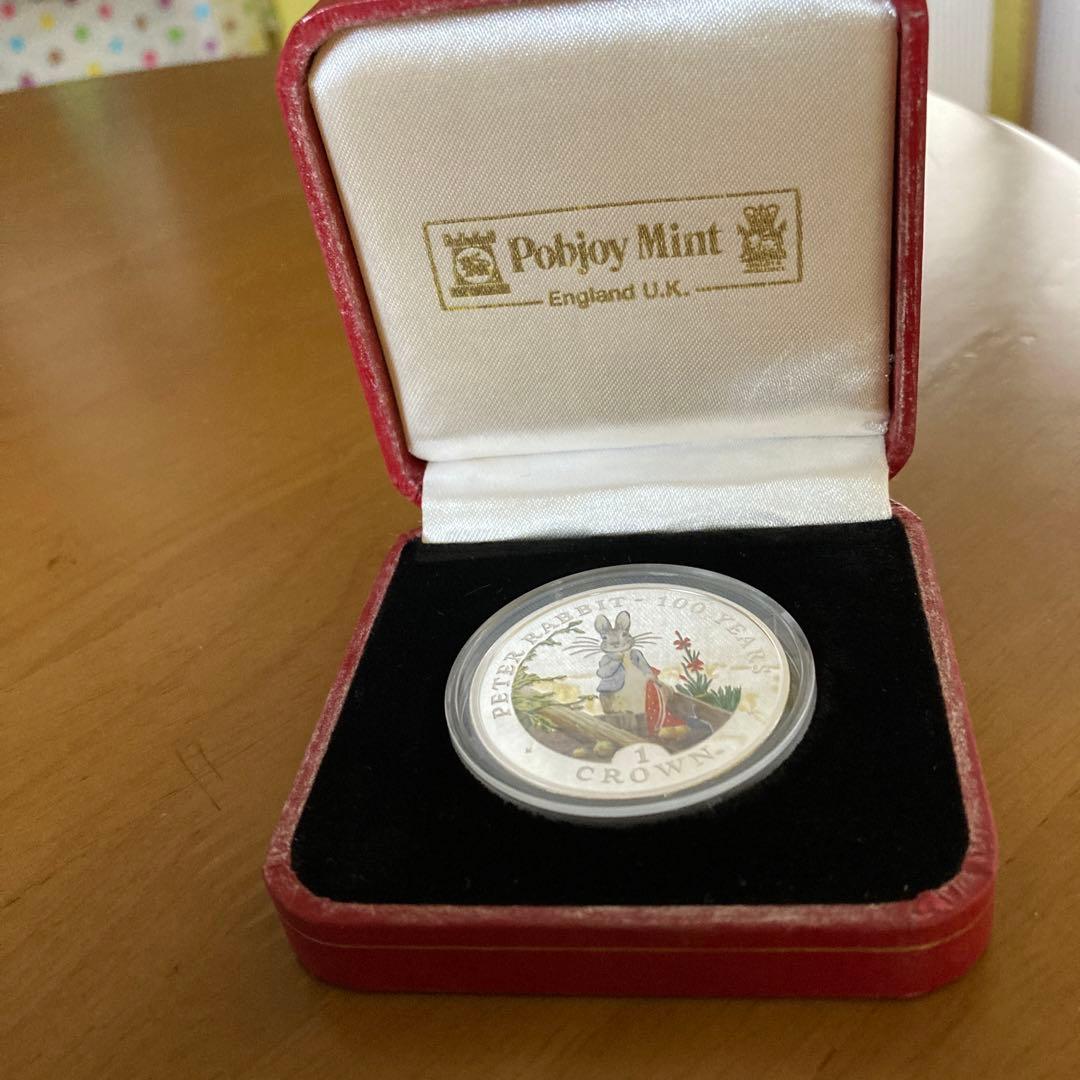 Pobjoy Mint
England U.K.
PETER RABBIT - 100 YEARS
1
CROWN